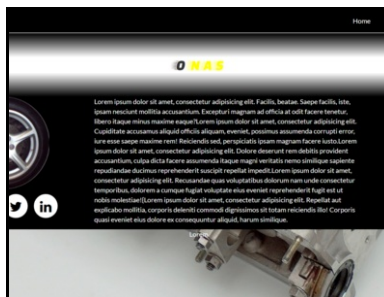 Home
O NAS
Lorem ipsum dolor sit amet, consectetur adipisicing elit. Facilis, beatae. Saepe facilis, iste,
ipsam nesciunt mollitia accusantium. Excepturi magnam ad officia at odit facere tenetur,
libero itaque minus maxime eaque?Lorem ipsum dolor sit amet, consectetur adipisicing elit.
Cupiditate accusamus aliquid officiis aliquam, eveniet, possimus assumenda corrupti error,
iure esse saepe maxime rem! Reiciendis sed, perspiciatis ipsam magnam facere iusto.Lorem
ipsum dolor sit amet, consectetur adipisicing elit. Dolore deserunt rem debitis provident
accusantium, culpa dicta facere assumenda itaque magni veritatis nemo similique sapiente
repudiandae ducimus reprehenderit suscipit repellat impedit.Lorem ipsum dolor sit amet,
consectetur adipisicing elit. Recusandae quas voluptatibus dolorum nam unde consectetur
temporibus, dolorem a cumque fugiat voluptate eius eveniet reprehenderit fugit est ut
nobis molestiae!(Lorem ipsum dolor sit amet, consectetur adipisicing elit. Repellat aut
explicabo mollitia, corporis deleniti commodi dignissimos sit totam reiciendis illo! Corporis
quasi eveniet eius dolore ex consequuntur aliquid, harum similique.
in